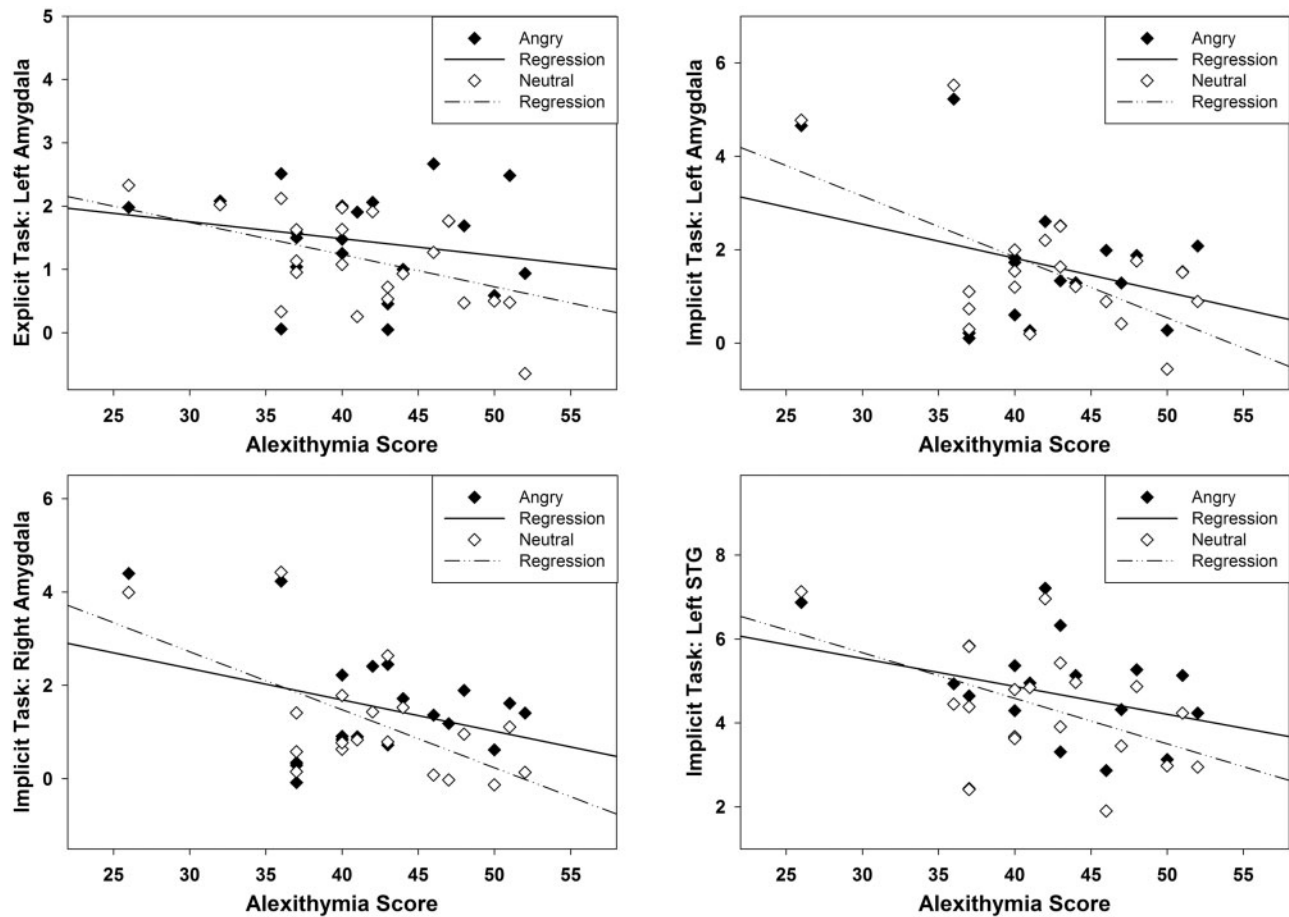 Explicit Task: Left Amygdala
5
4
3
2
1
0
Angry
Regression
Neutral
Regression
25 30 35 40 45 50 55
Alexithymia Score
Implicit Task: Left Amygdala
6
4
2
0
Angry
Regression
Neutral
Regression
25 30 35 40 45 50 55
Alexithymia Score
Implicit Task: Right Amygdala
6
4
2
0
Angry
Regression
Neutral
Regression
25 30 35 40 45 50 55
Alexithymia Score
Implicit Task: Left STG
8
6
4
2
Angry
Regression
Neutral
Regression
25 30 35 40 45 50 55
Alexithymia Score